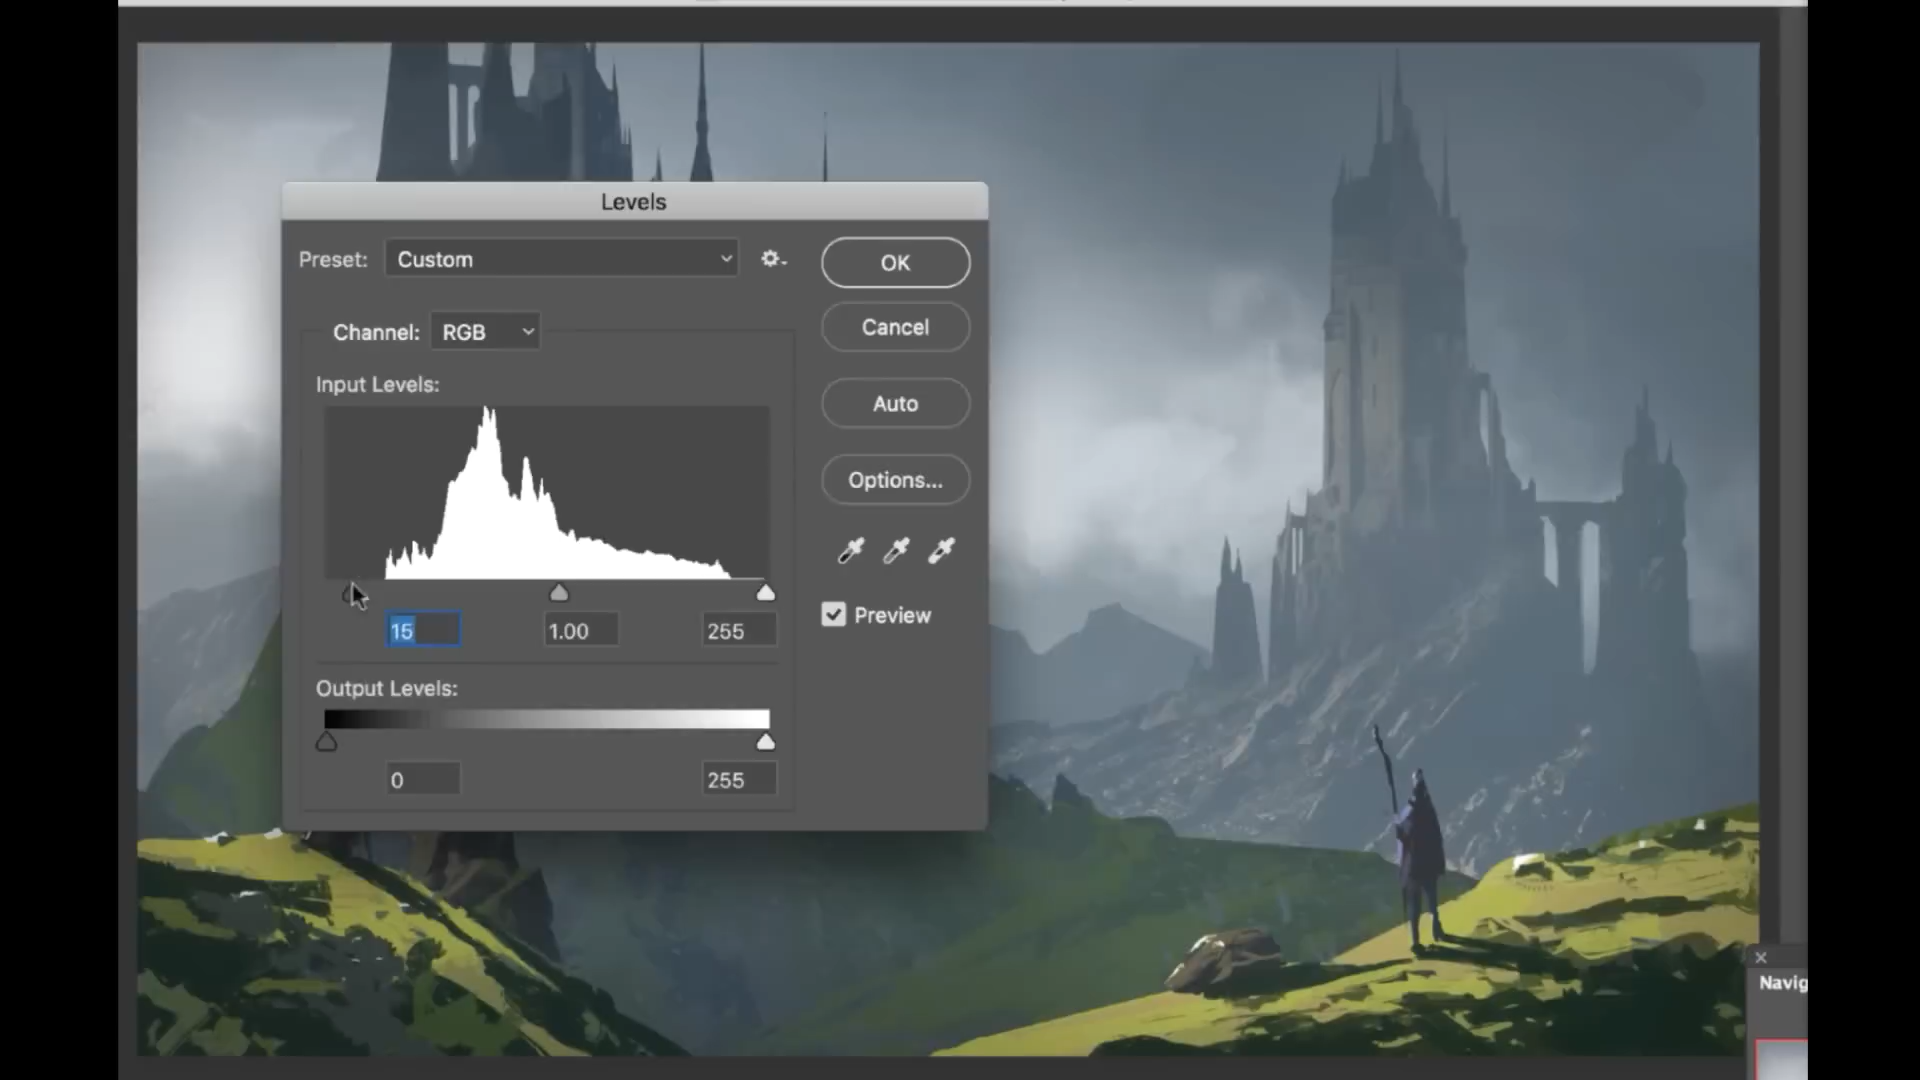 Levels
Preset: Custom
OK
Channel: RGB
Cancel
Input Levels:
Auto
Options...
15 1.00 255
Preview
Output Levels:
0 255
Navig